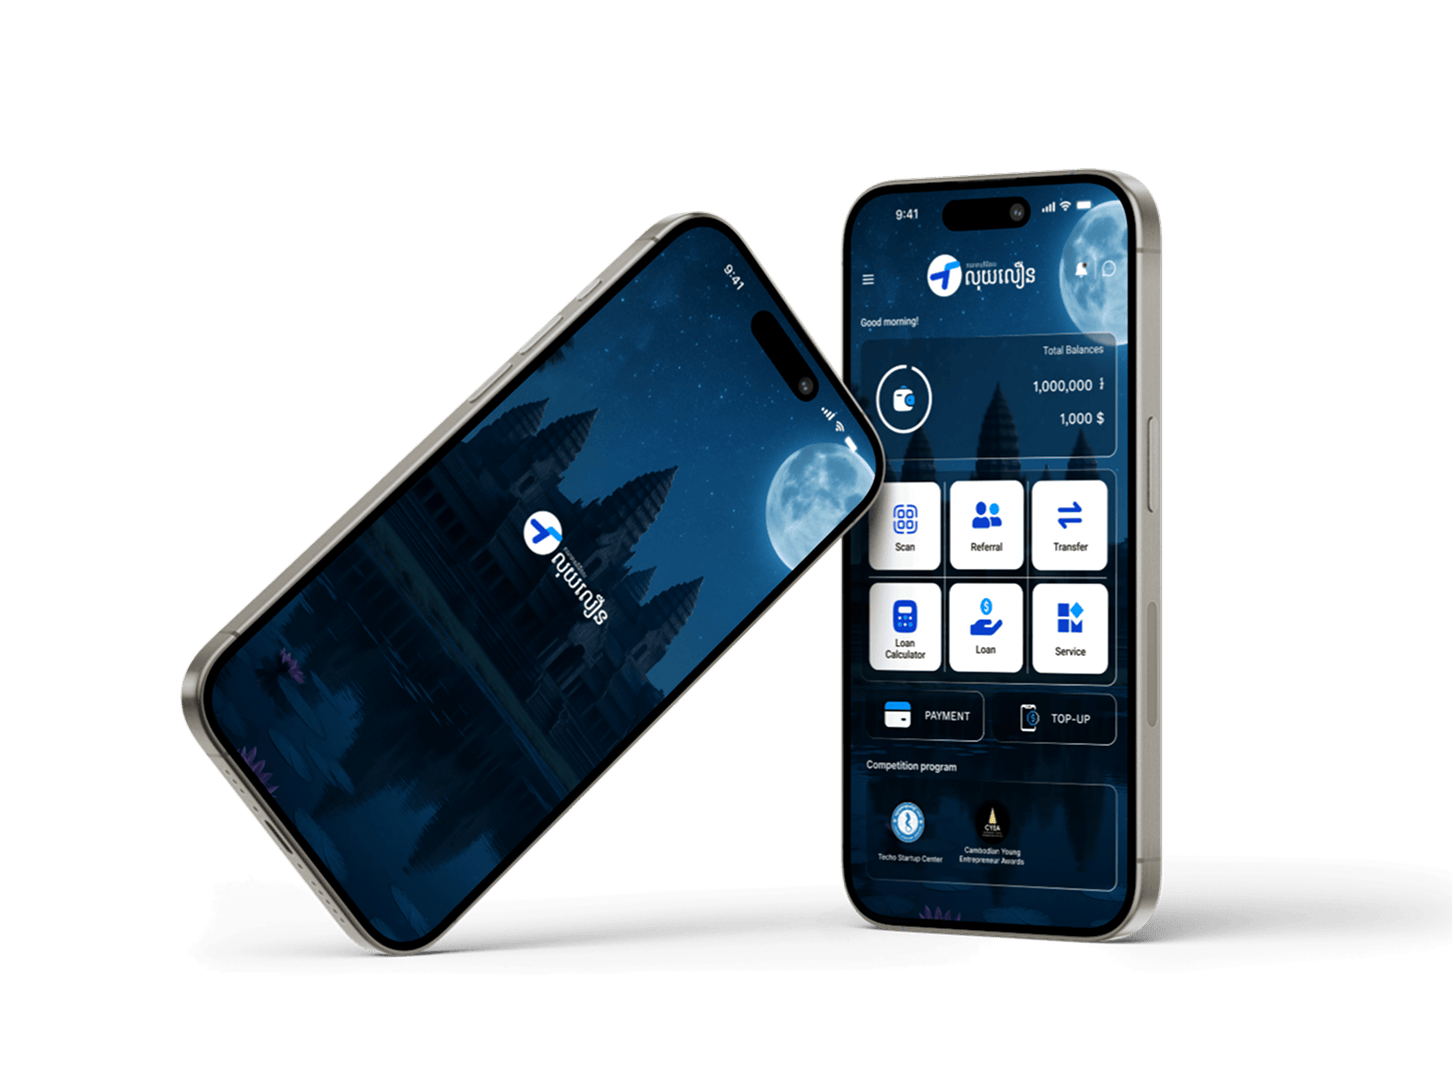 9:41
លុយលឿន
9:41
លុយលឿន
Good morning!
Total Balances
1,000,000 ៛
1,000 $
Scan
Referral
Transfer
Loan
Calculator
Loan
Service
PAYMENT
TOP-UP
Competition program
CYEA
Techo Startup Center
Cambodian Young
Entrepreneur Awards